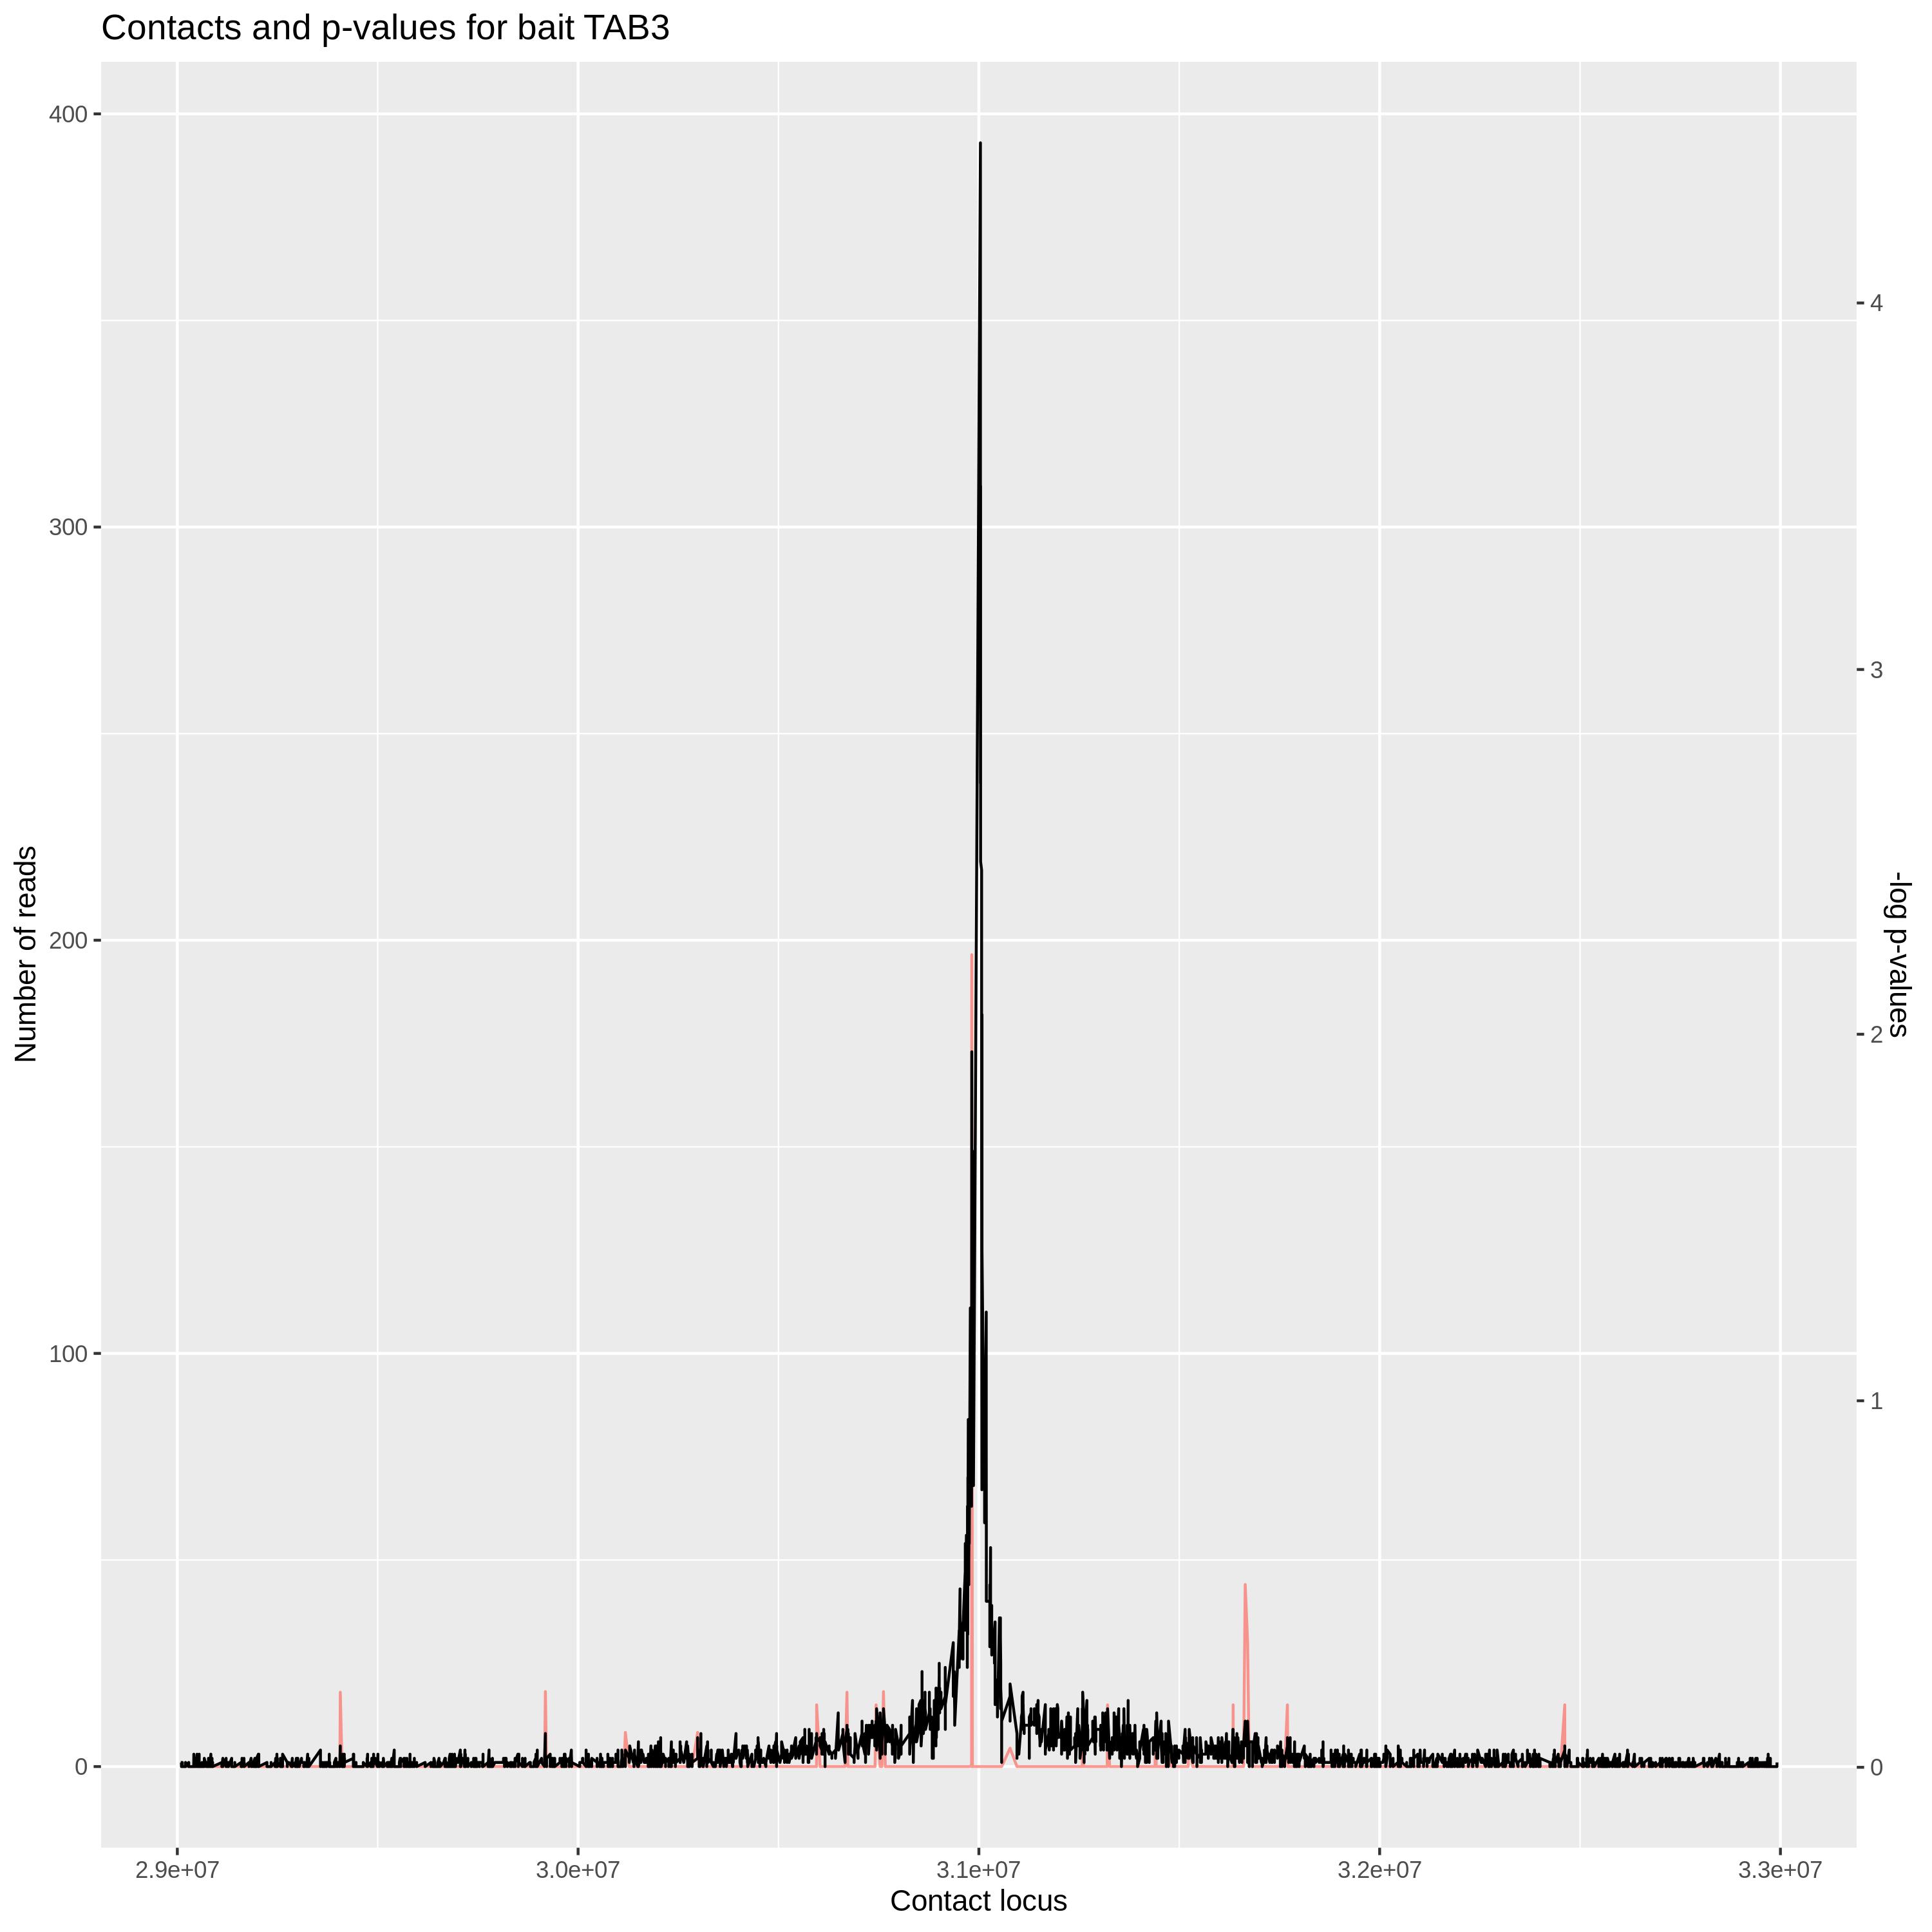 Contacts and p-values for bait TAB3
400
300
200
100
0
Number of reads
4
3
2
1
0
-log p-values
2.9e+07 3.0e+07 3.1e+07 3.2e+07 3.3e+07
Contact locus